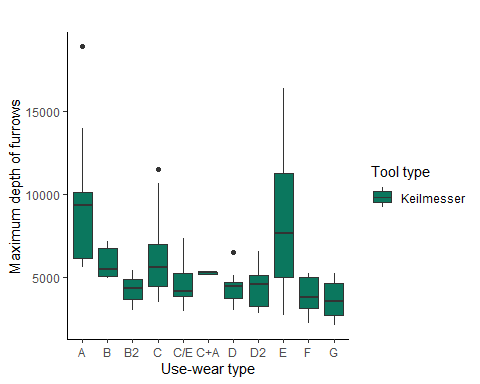 Maximum depth of furrows
15000
10000
5000
A B B2 C C/E C+A D D2 E F G
Use-wear type
Tool type
Keilmesser